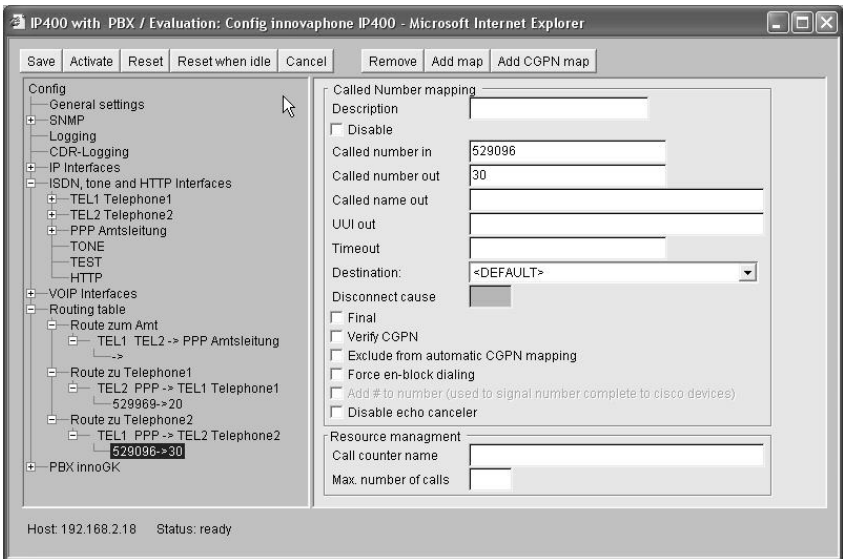 IP400 with PBX / Evaluation: Config innovaphone IP400 - Microsoft Internet Explorer
Save Activate Reset Reset when idle Cancel Remove Add map Add CGPN map
Config
General settings
SNMP
Logging
CDR-Logging
IP Interfaces
ISDN, tone and HTTP Interfaces
TEL1 Telephone1
TEL2 Telephone2
PPP Amtsleitung
TONE
TEST
HTTP
VOIP Interfaces
Routing table
Route zum Amt
TEL1 TEL2 -> PPP Amtsleitung
->
Route zu Telephone1
TEL2 PPP -> TEL1 Telephone1
529969->20
Route zu Telephone2
TEL1 PPP -> TEL2 Telephone2
529096->30
PBX innoGK
Called Number mapping
Description
Disable
Called number in 529096
Called number out 30
Called name out
UUI out
Timeout
Destination: <DEFAULT>
Disconnect cause
Final
Verify CGPN
Exclude from automatic CGPN mapping
Force en-block dialing
Add # to number (used to signal number complete to cisco devices)
Disable echo canceler
Resource managment
Call counter name
Max. number of calls
Host: 192.168.2.18 Status: ready